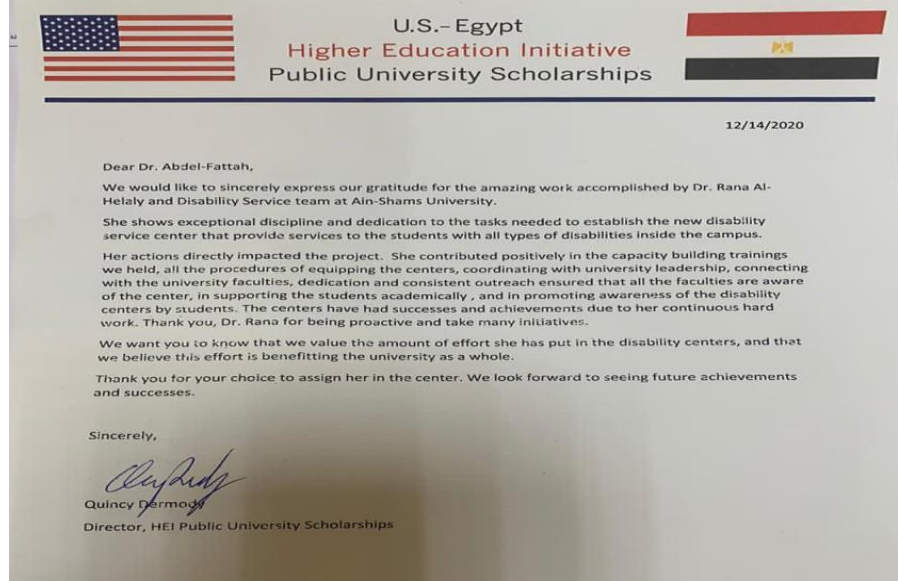 U.S.–Egypt
Higher Education Initiative
Public University Scholarships
12/14/2020
Dear Dr. Abdel-Fattah,
We would like to sincerely express our gratitude for the amazing work accomplished by Dr. Rana Al-
Helaly and Disability Service team at Ain-Shams University.
She shows exceptional discipline and dedication to the tasks needed to establish the new disability
service center that provide services to the students with all types of disabilities inside the campus.
Her actions directly impacted the project.  She contributed positively in the capacity building trainings
we held, all the procedures of equipping the centers, coordinating with university leadership, connecting
with the university faculties, dedication and consistent outreach ensured that all the faculties are aware
of the center, in supporting the students academically , and in promoting awareness of the disability
centers by students. The centers have had successes and achievements due to her continuous hard
work. Thank you, Dr. Rana for being proactive and take many initiatives.
We want you to know that we value the amount of effort she has put in the disability centers, and that
we believe this effort is benefitting the university as a whole.
Thank you for your choice to assign her in the center. We look forward to seeing future achievements
and successes.
Sincerely,
Quincy Dermody
Director, HEI Public University Scholarships